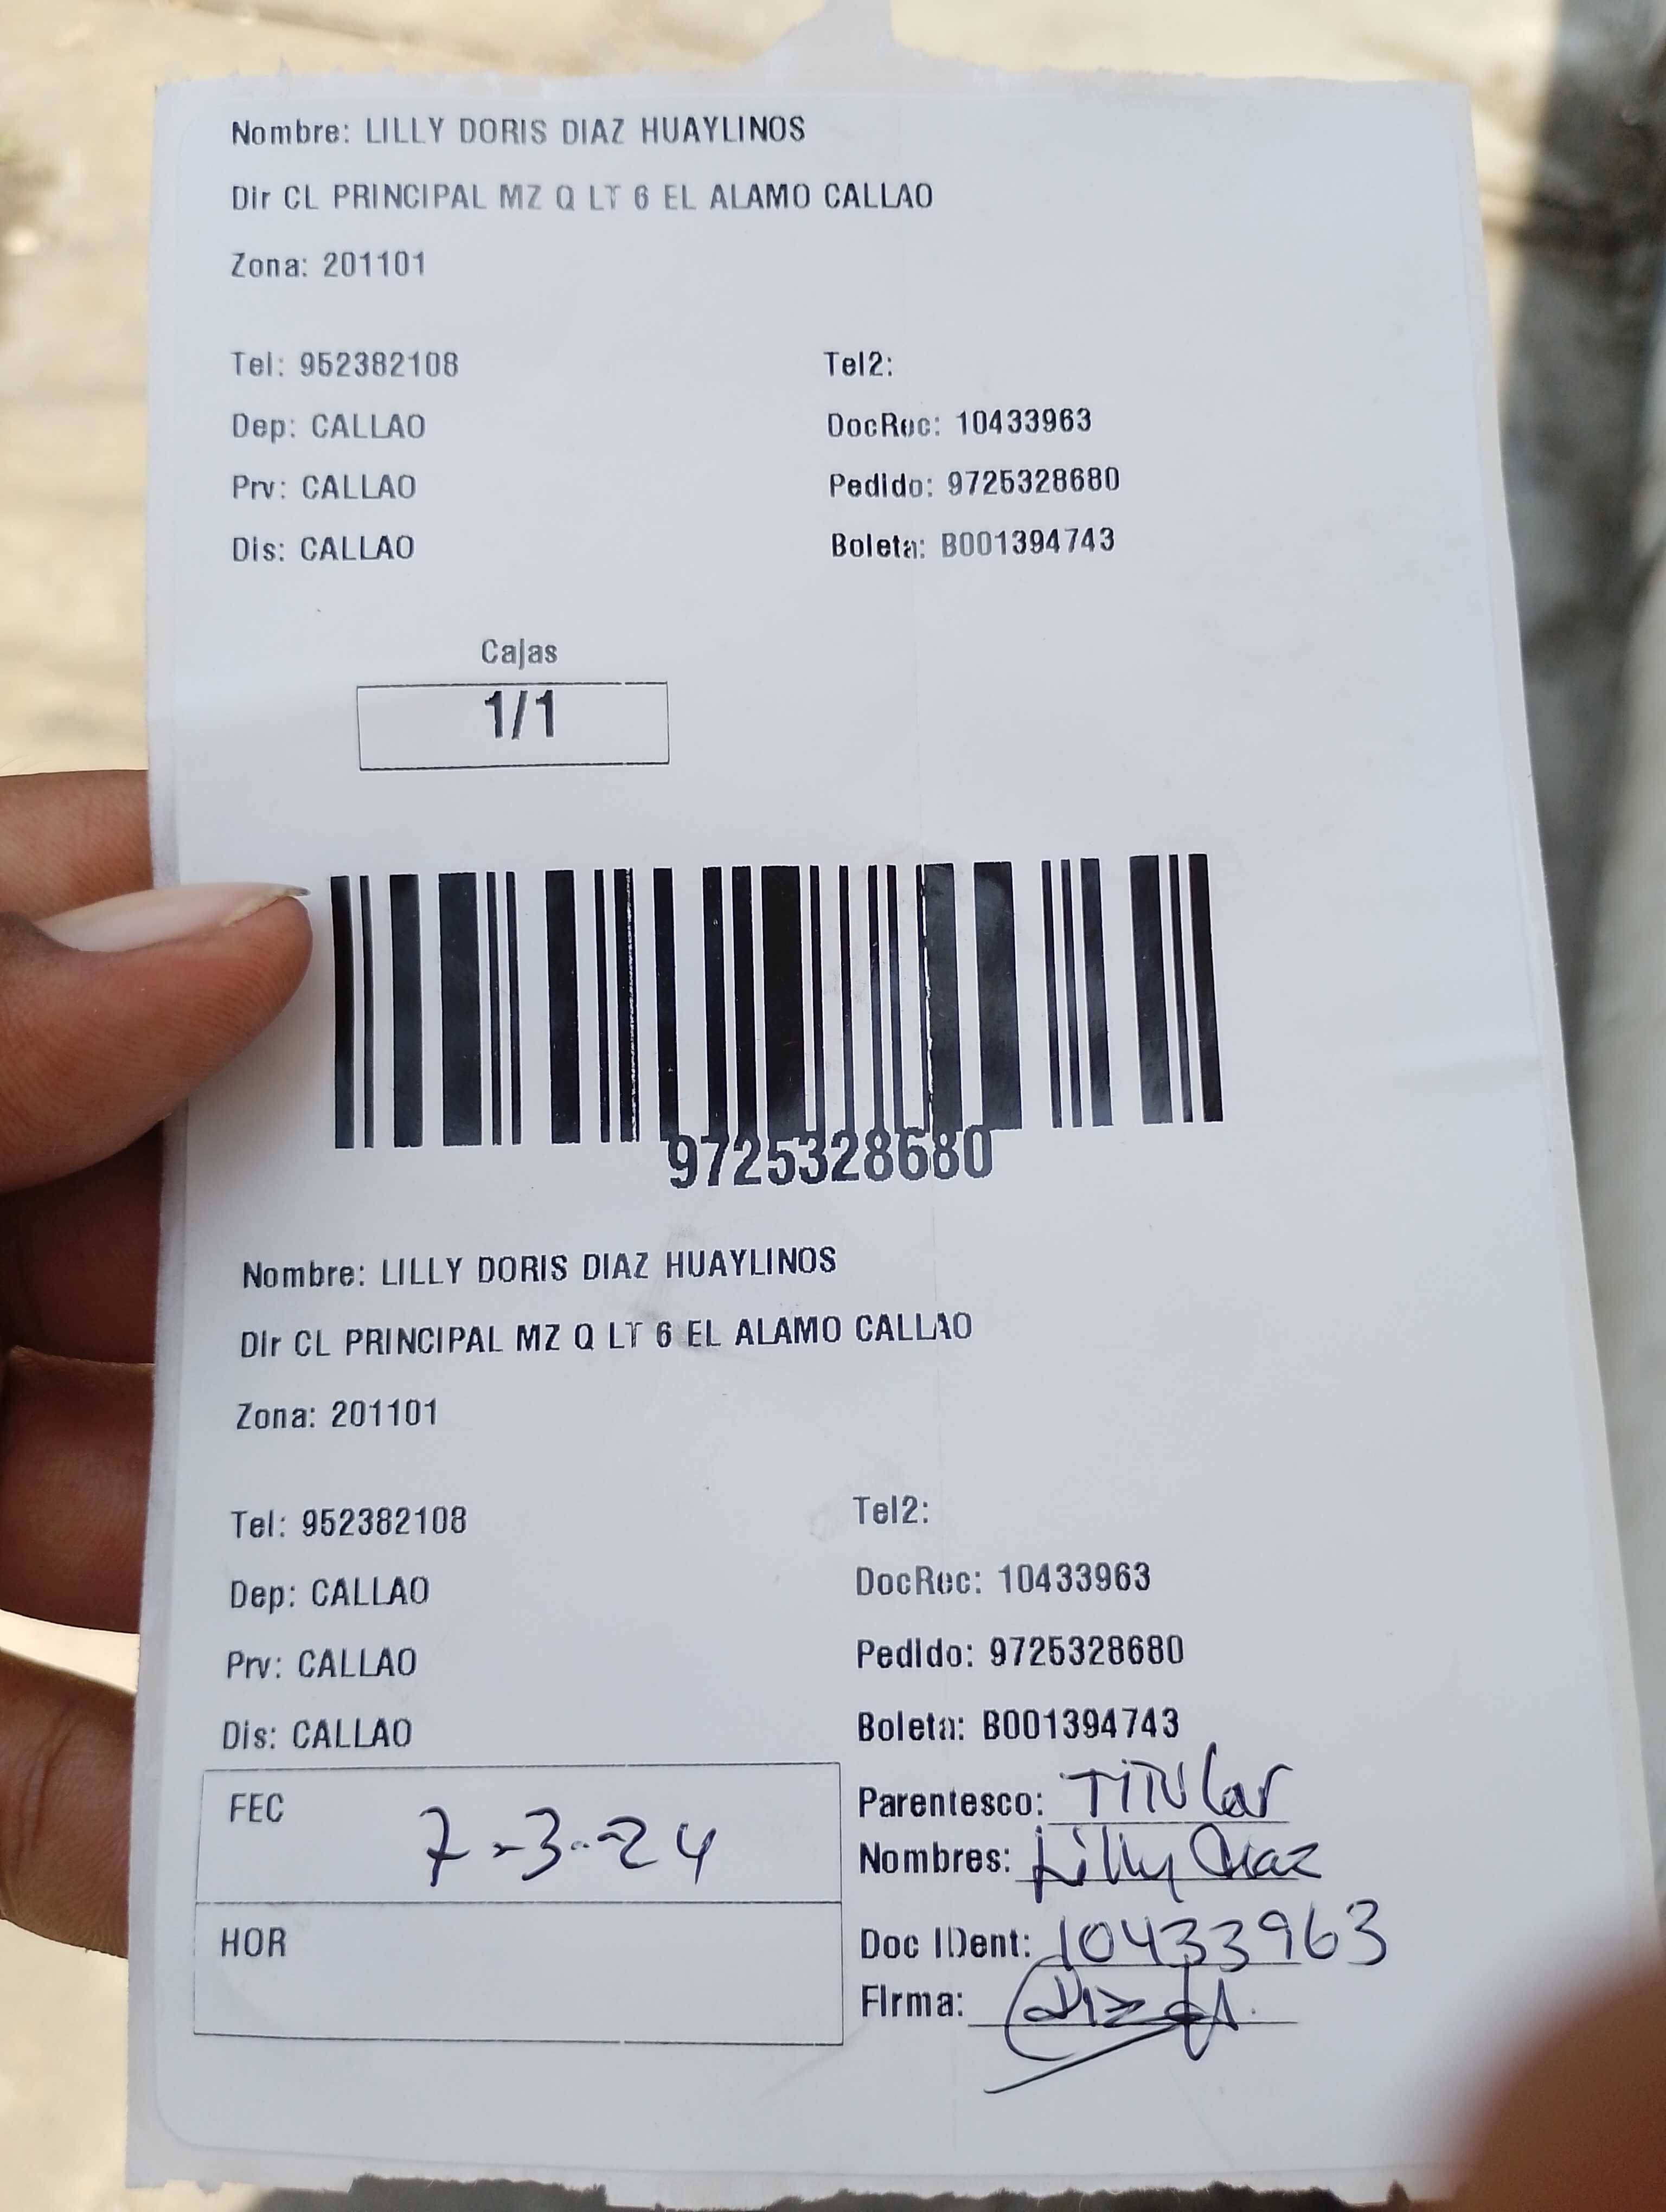 Nombre: LILLY DORIS DIAZ HUAYLINOS
Dir CL PRINCIPAL MZ Q LT 6 EL ALAMO CALLAO
Zona: 201101
Tel: 952382108 Tel2:
Dep: CALLAO DocRec: 10433963
Prv: CALLAO Pedido: 9725328680
Dis: CALLAO Boleta: B001394743
Cajas
1/1
9725328680
Nombre: LILLY DORIS DIAZ HUAYLINOS
Dir CL PRINCIPAL MZ Q LT 6 EL ALAMO CALLAO
Zona: 201101
Tel: 952382108 Tel2:
Dep: CALLAO DocRec: 10433963
Prv: CALLAO Pedido: 9725328680
Dis: CALLAO Boleta: B001394743
FEC 7-3-24 Parentesco: TITULar
Nombres: Lilly Diaz
HOR Doc IDent: 10433963
Firma: